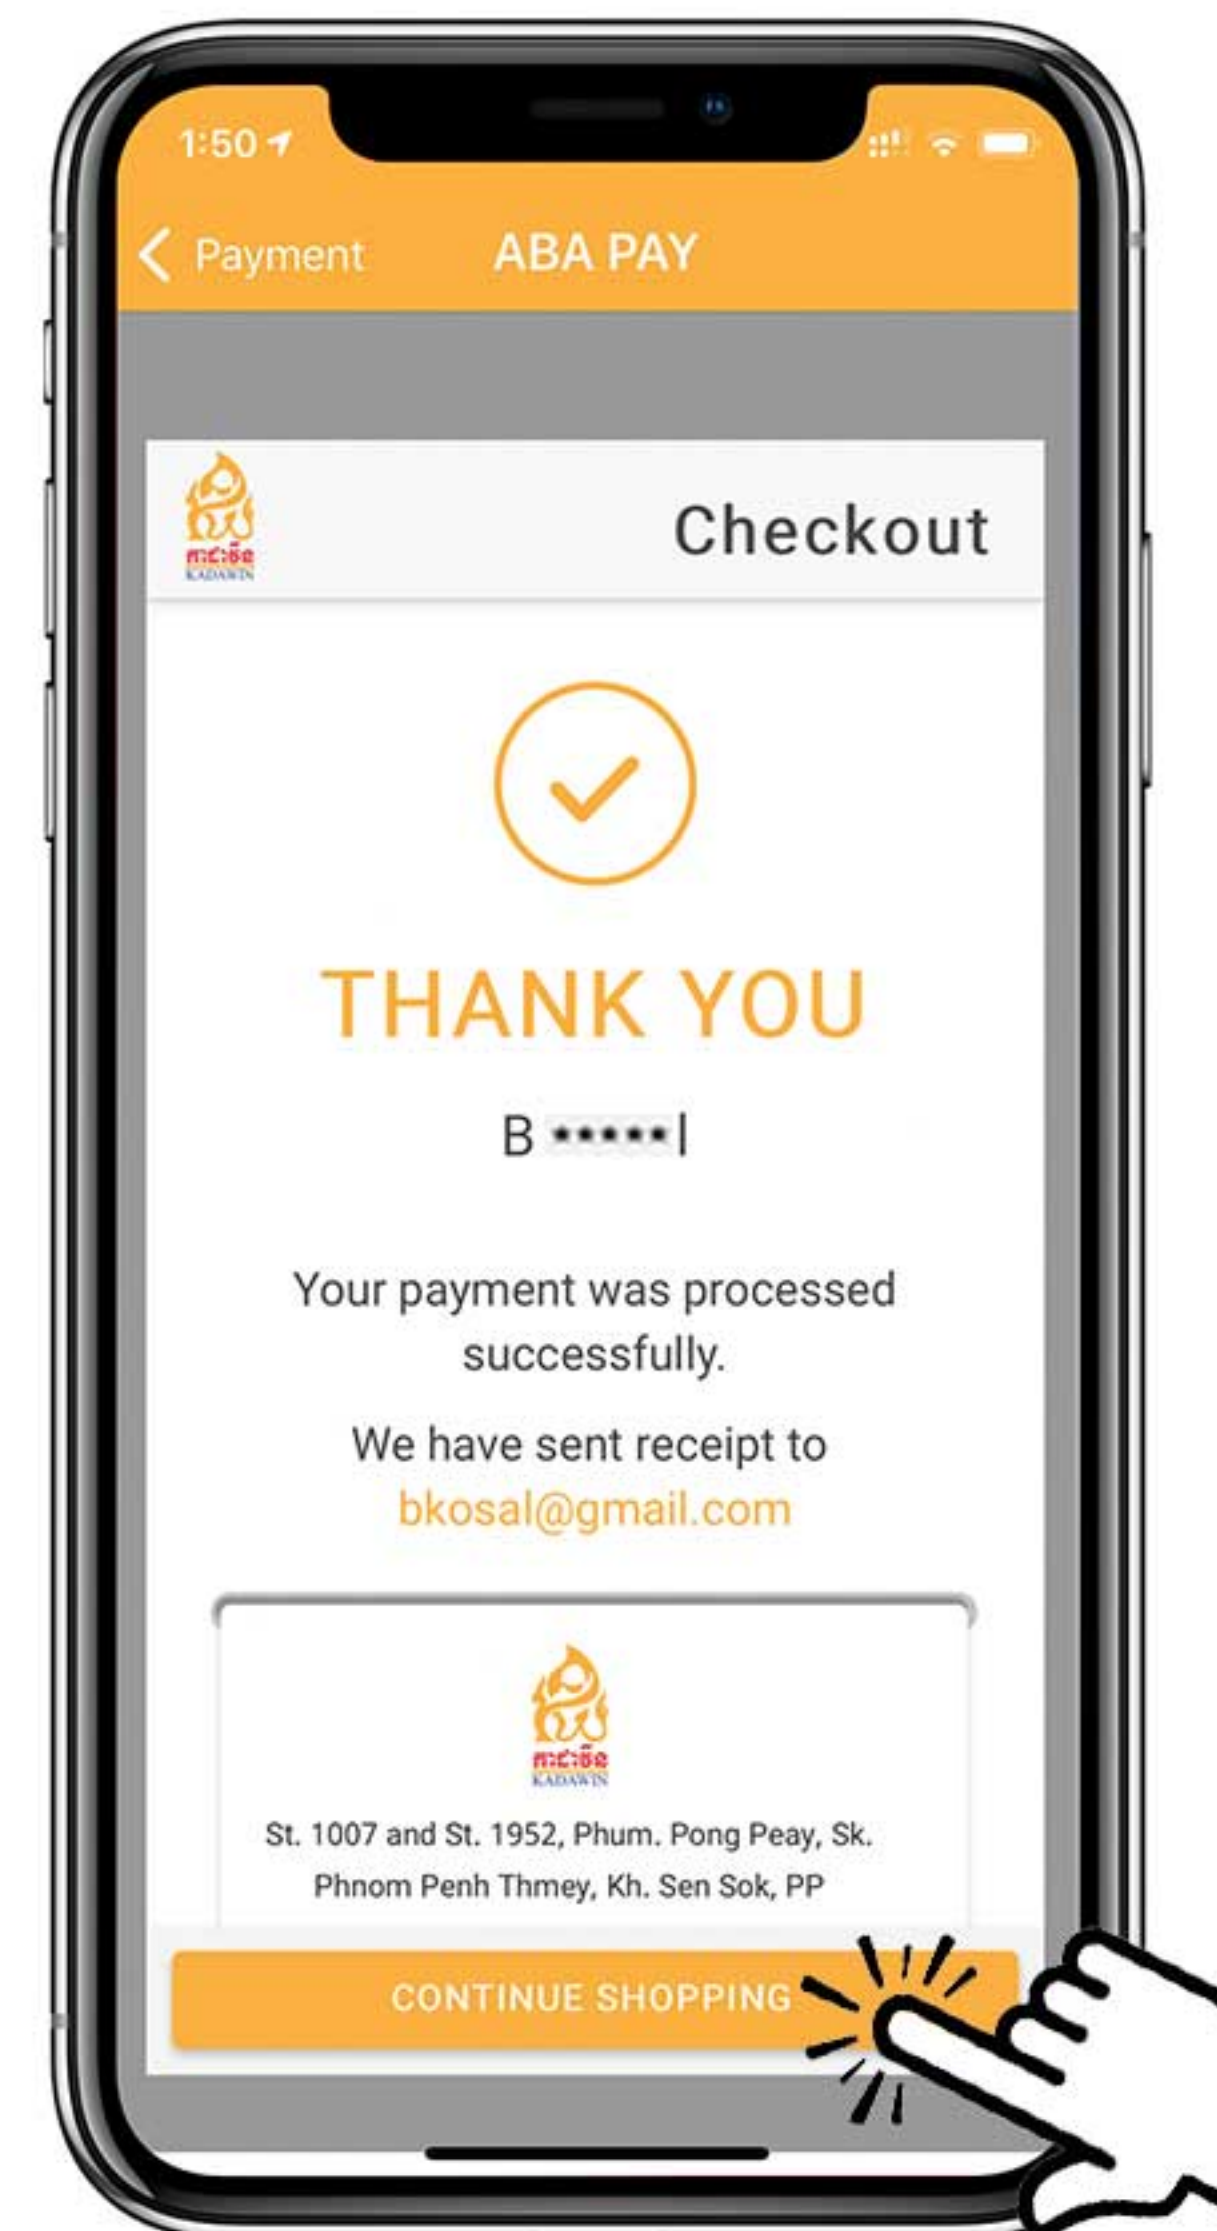 1:50
Payment
ABA PAY
KADAWIN
Checkout
THANK YOU
B *****l
Your payment was processed
successfully.
We have sent receipt to
bkosal@gmail.com
KADAWIN
St. 1007 and St. 1952, Phum. Pong Peay, Sk.
Phnom Penh Thmey, Kh. Sen Sok, PP
CONTINUE SHOPPING